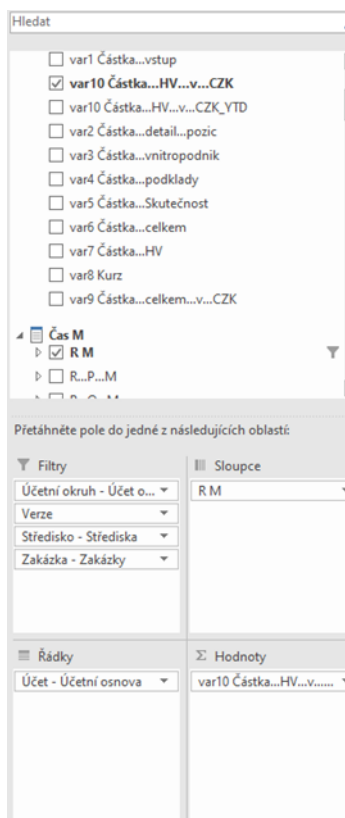 Hledat
var1 Částka...vstup
var10 Částka...HV...v...CZK
var10 Částka...HV...v...CZK_YTD
var2 Částka...detail...pozic
var3 Částka...vnitropodnik
var4 Částka...podklady
var5 Částka...Skutečnost
var6 Částka...celkem
var7 Částka...HV
var8 Kurz
var9 Částka...celkem...v...CZK
Čas M
R M
R...P...M
Přetáhněte pole do jedné z následujících oblastí:
Filtry
Sloupce
Účetní okruh - Účet o...
R M
Verze
Středisko - Střediska
Zakázka - Zakázky
Řádky
Σ Hodnoty
Účet - Účetní osnova
var10 Částka...HV...v......